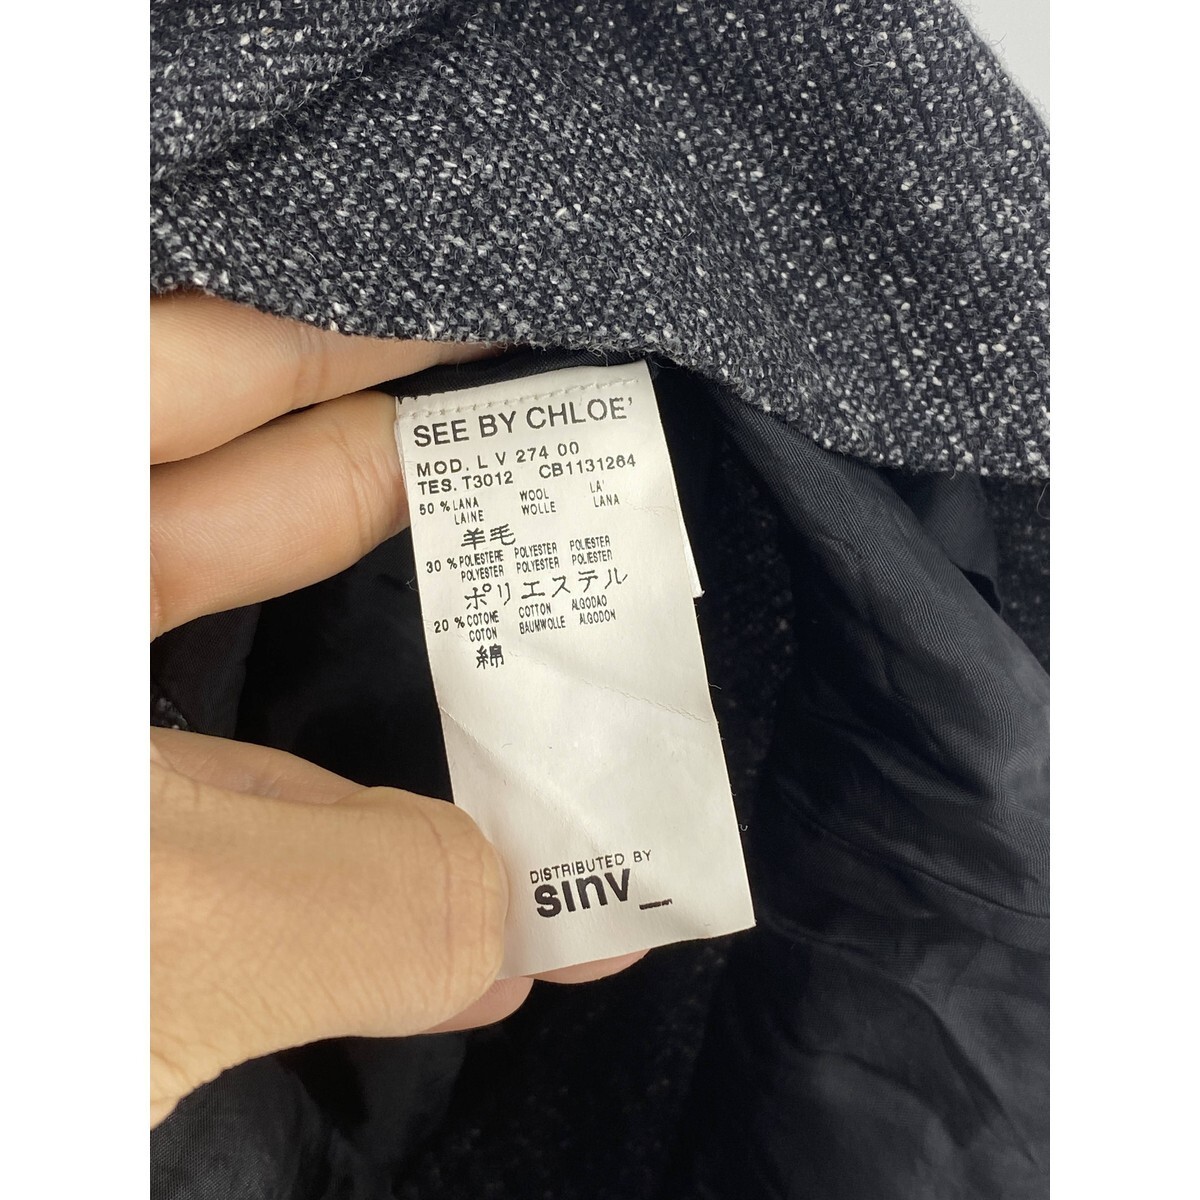 SEE BY CHLOE'
MOD. L V 274 00
TES. T3012 CB1131264
50 % LANA WOOL LA'
LAINE WOLLE LANA
羊毛
30 % POLIESTERE POLYESTER POLIESTER
POLYESTER POLYESTER POLIESTER
ポリエステル
20 % COTONE COTTON ALGODAO
COTON BAUMWOLLE ALGODON
綿
DISTRIBUTED BY
sinv_